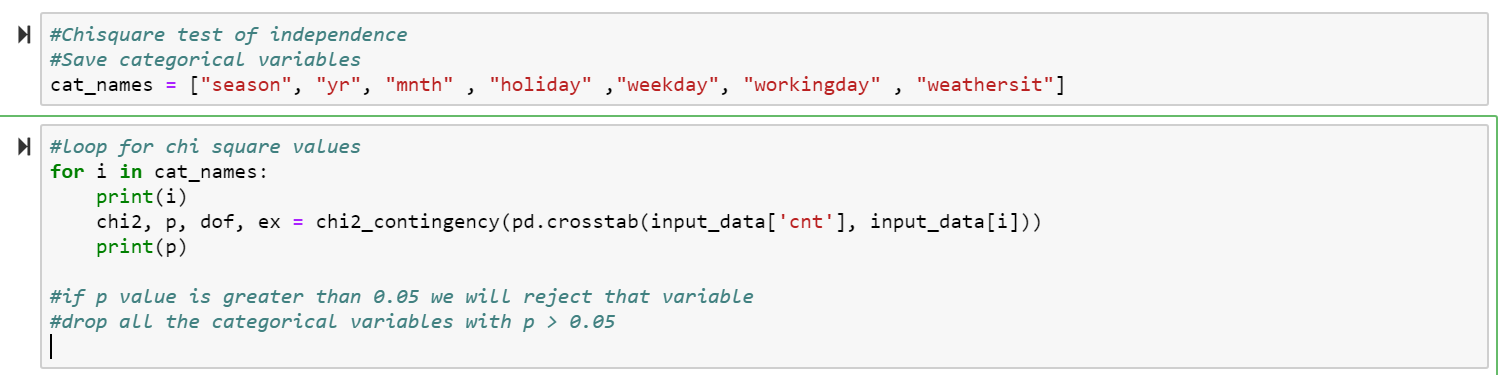 #Chisquare test of independence
#Save categorical variables
cat_names = ["season", "yr", "mnth" , "holiday" ,"weekday", "workingday" , "weathersit"]
#loop for chi square values
for i in cat_names:
    print(i)
    chi2, p, dof, ex = chi2_contingency(pd.crosstab(input_data['cnt'], input_data[i]))
    print(p)
#if p value is greater than 0.05 we will reject that variable
#drop all the categorical variables with p > 0.05